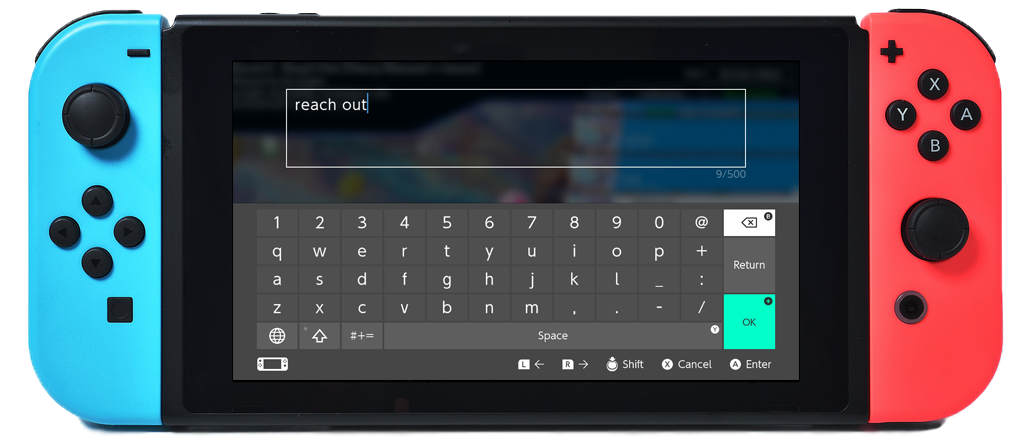 reach out
9/500
1 2 3 4 5 6 7 8 9 0 @
q w e r t y u i o p +
Return
a s d f g h j k l _ :
z x c v b n m , . - /
OK
#+= Space
L ← R → Shift X Cancel A Enter
X
Y A
B
B
+
Y